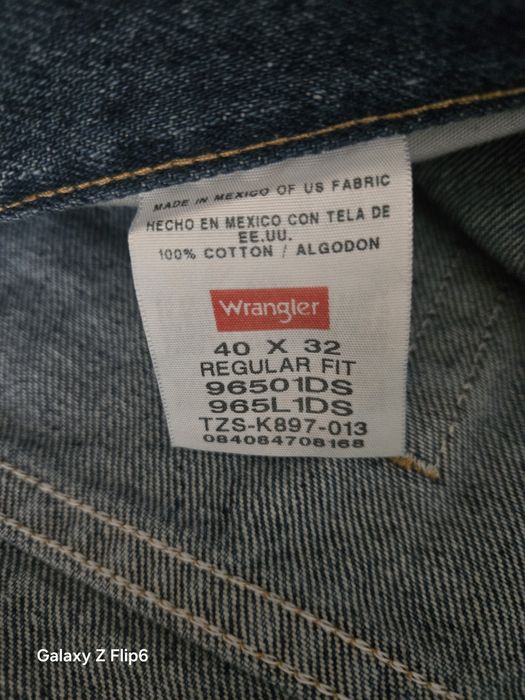 MADE IN MEXICO OF US FABRIC
HECHO EN MEXICO CON TELA DE
EE.UU.
100% COTTON / ALGODON
Wrangler
40 X 32
REGULAR FIT
96501DS
965L1DS
TZS-K897-013
084084708168
Galaxy Z Flip6